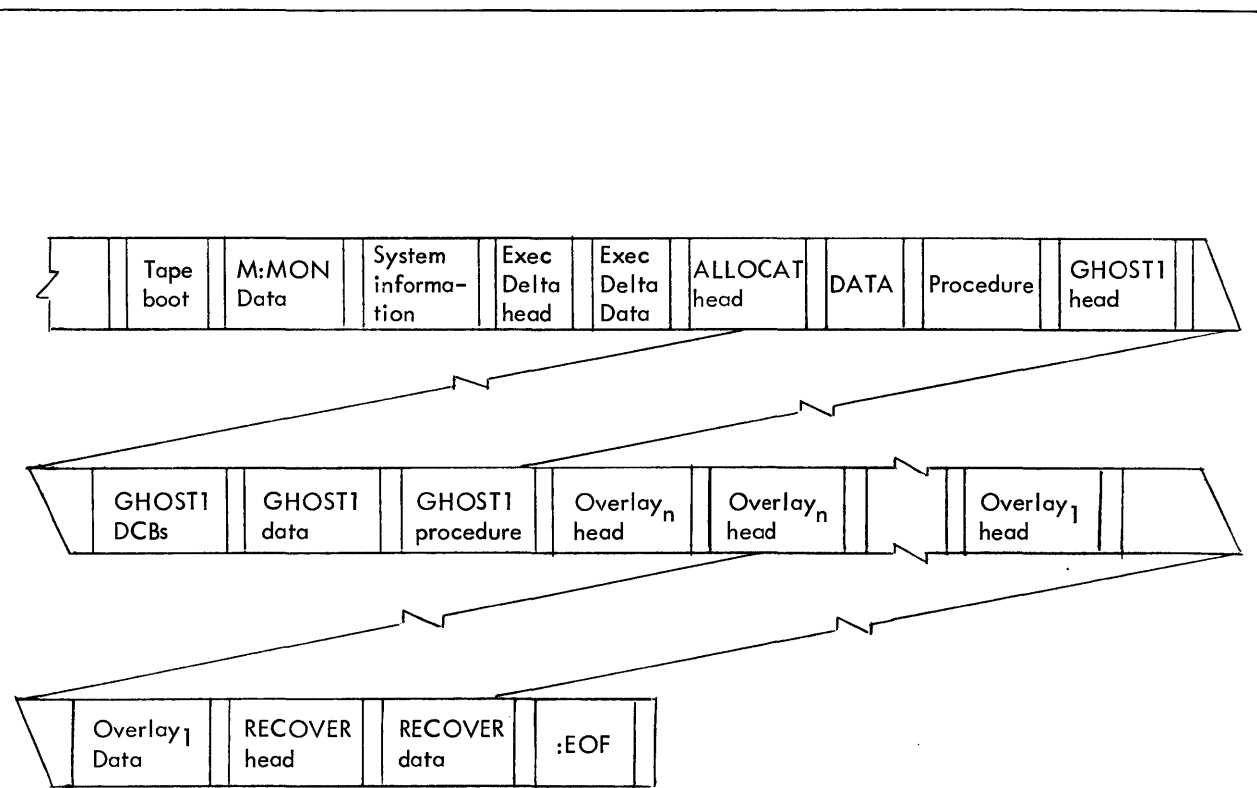 Tape
boot
M:MON
Data
System
informa-
tion
Exec
Delta
head
Exec
Delta
Data
ALLOCAT
head
DATA
Procedure
GHOST1
head
GHOST1
DCBs
GHOST1
data
GHOST1
procedure
Overlayn
head
Overlayn
head
Overlay1
head
Overlay1
Data
RECOVER
head
RECOVER
data
:EOF